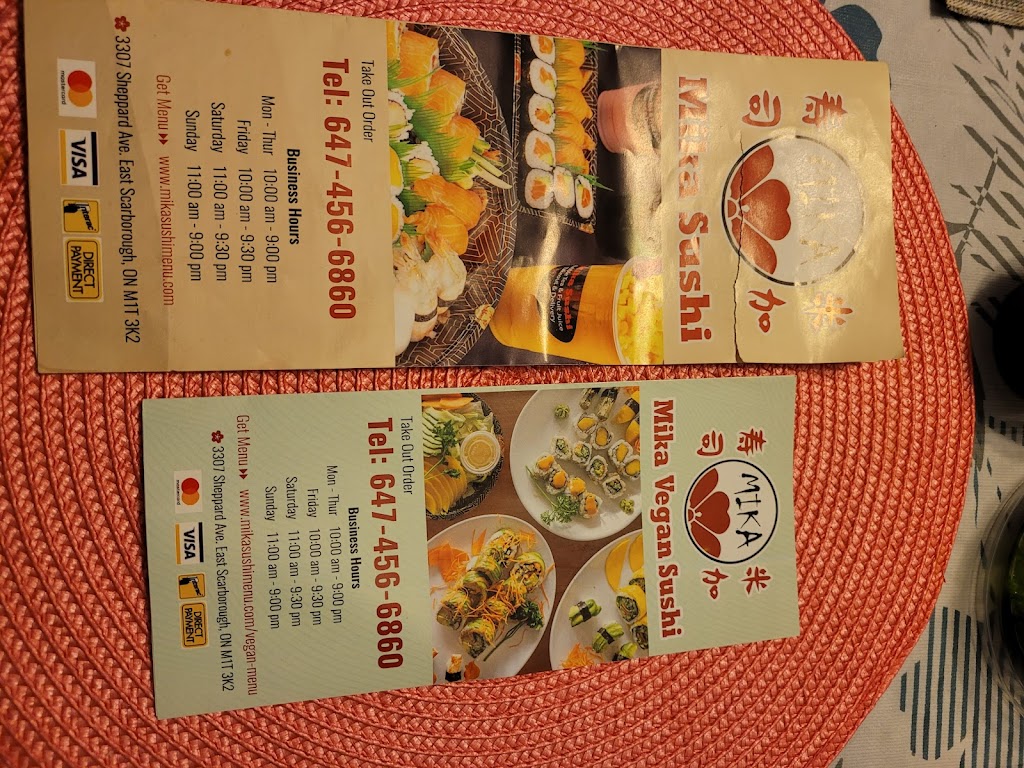 寿司 米加
MIKA
Mika Sushi
Take Out Order
Tel: 647-456-6860
Business Hours
Mon - Thur 10:00 am - 9:00 pm
Friday 10:00 am - 9:30 pm
Saturday 11:00 am - 9:30 pm
Sunday 11:00 am - 9:00 pm
Get Menu www.mikasushimenu.com
3307 Sheppard Ave. East Scarborough, ON M1T 3K2
mastercard
VISA
DIRECT
PAYMENT
寿司 米加
MIKA
Mika Vegan Sushi
Take Out Order
Tel: 647-456-6860
Business Hours
Mon - Thur 10:00 am - 9:00 pm
Friday 10:00 am - 9:30 pm
Saturday 11:00 am - 9:30 pm
Sunday 11:00 am - 9:00 pm
Get Menu www.mikasushimenu.com/vegan-menu
3307 Sheppard Ave. East Scarborough, ON M1T 3K2
mastercard
VISA
DIRECT
PAYMENT